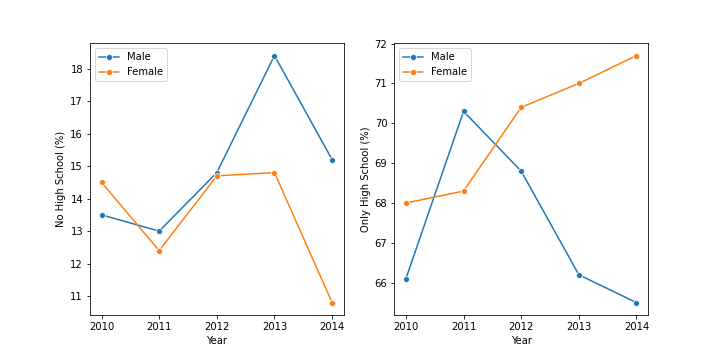 Male
Female
18
17
16
15
14
13
12
11
No High School (%)
2010 2011 2012 2013 2014
Year
Male
Female
72
71
70
69
68
67
66
Only High School (%)
2010 2011 2012 2013 2014
Year